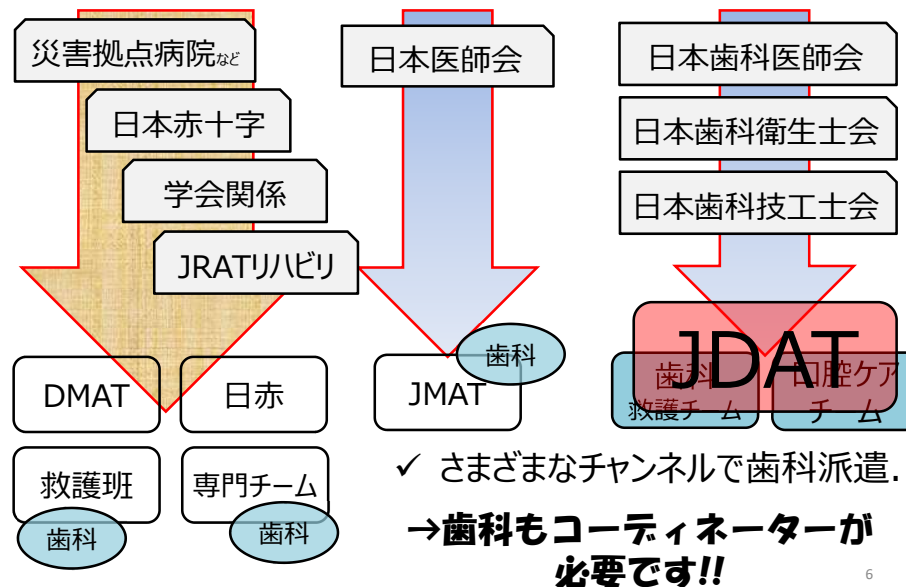 災害拠点病院など
日本赤十字
学会関係
JRATリハビリ
DMAT
日赤
救護班
専門チーム
歯科
歯科
日本医師会
JMAT
歯科
日本歯科医師会
日本歯科衛生士会
日本歯科技工士会
JDAT
歯科
救護チーム
口腔ケア
チーム
✓ さまざまなチャンネルで歯科派遣.
→歯科もコーディネーターが
必要です!!
6